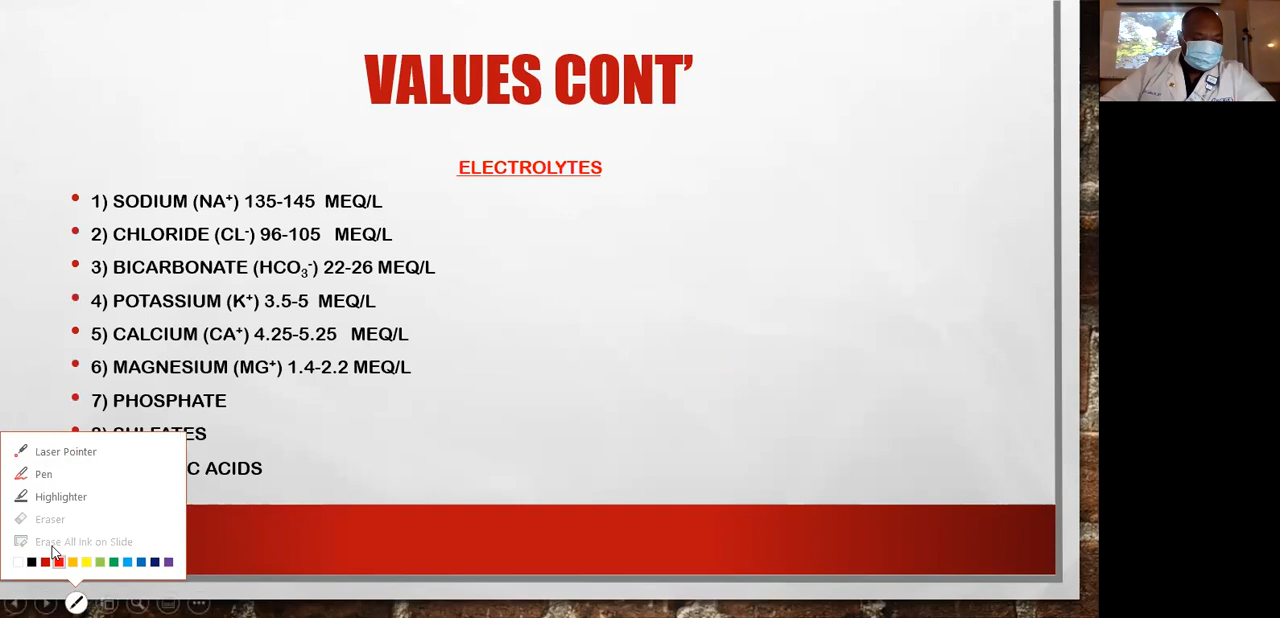 VALUES CONT’
ELECTROLYTES
• 1) SODIUM (NA⁺) 135-145 MEQ/L
• 2) CHLORIDE (CL⁻) 96-105 MEQ/L
• 3) BICARBONATE (HCO₃⁻) 22-26 MEQ/L
• 4) POTASSIUM (K⁺) 3.5-5 MEQ/L
• 5) CALCIUM (CA⁺) 4.25-5.25 MEQ/L
• 6) MAGNESIUM (MG⁺) 1.4-2.2 MEQ/L
• 7) PHOSPHATE
• 8) SULFATES
C ACIDS
Laser Pointer
Pen
Highlighter
Eraser
Erase All Ink on Slide